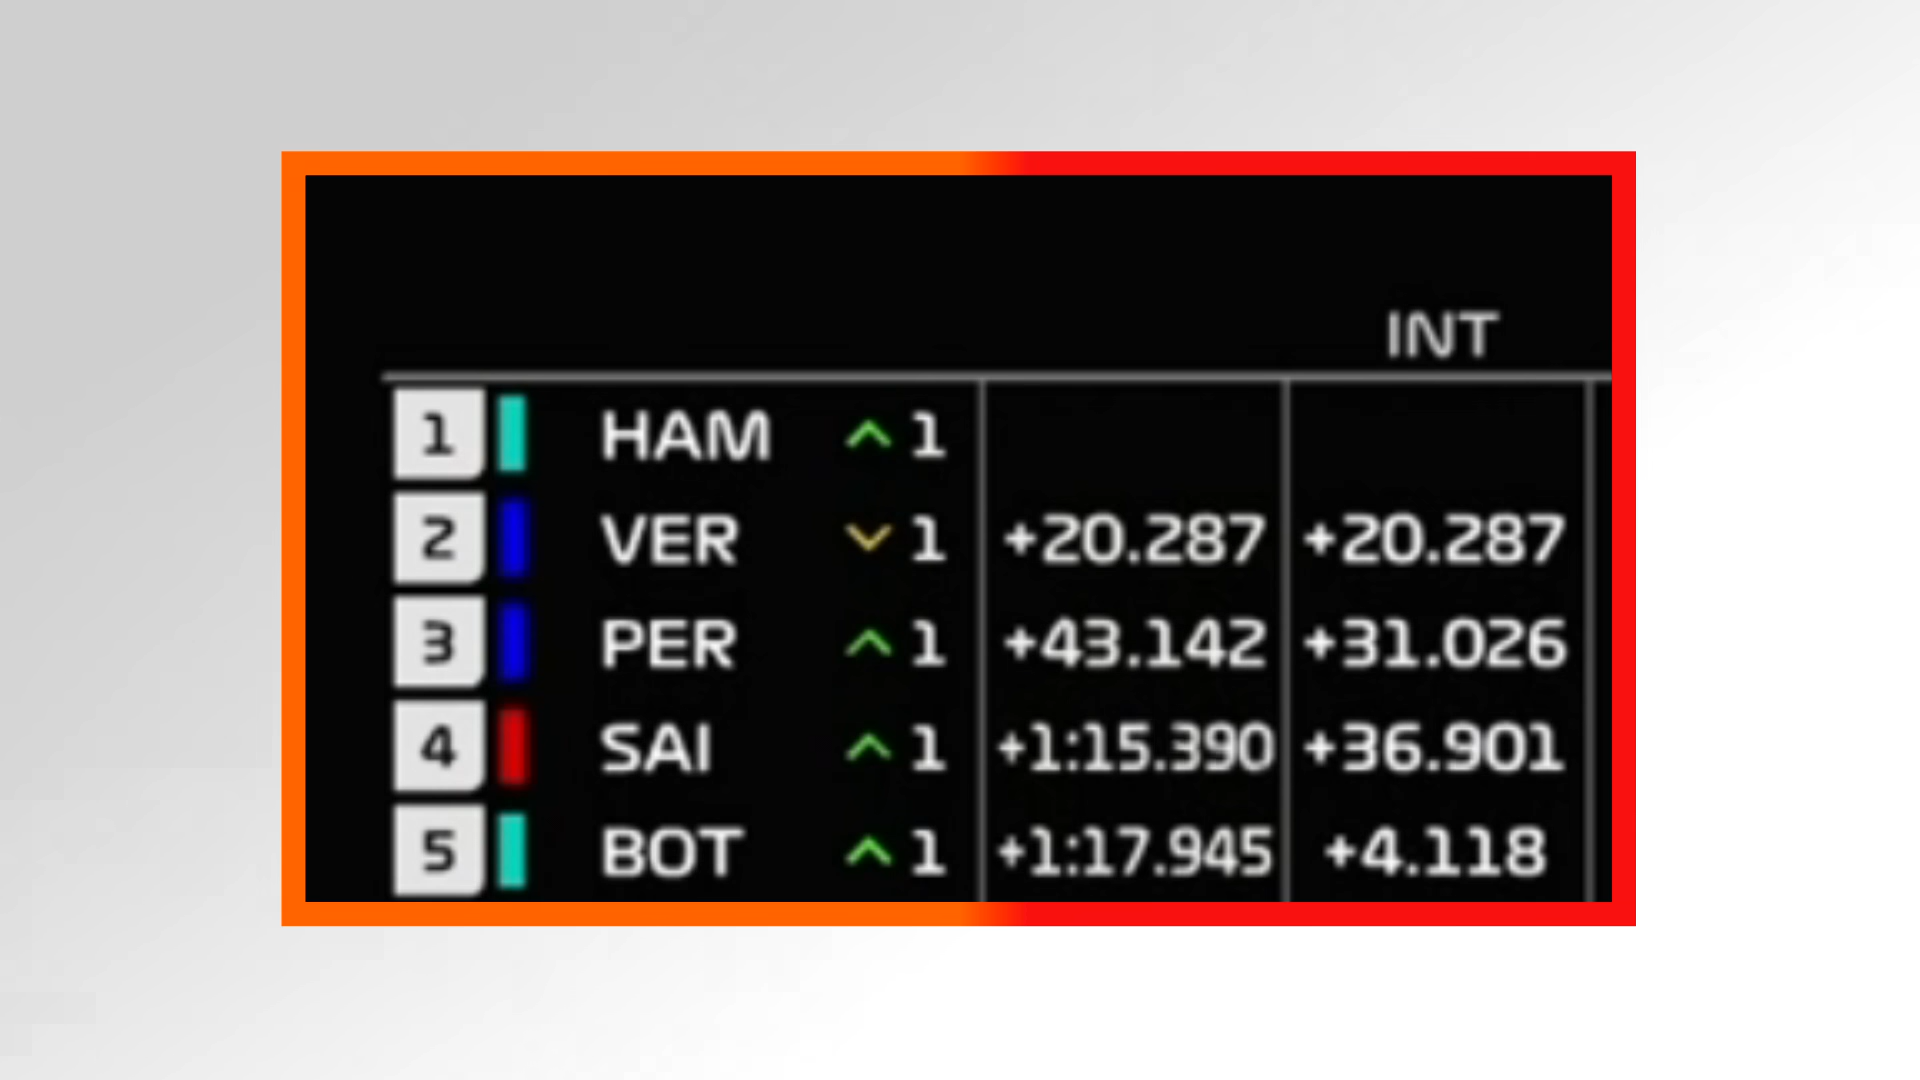 INT
1 HAM 1
2 VER 1 +20.287 +20.287
3 PER 1 +43.142 +31.026
4 SAI 1 +1:15.390 +36.901
5 BOT 1 +1:17.945 +4.118